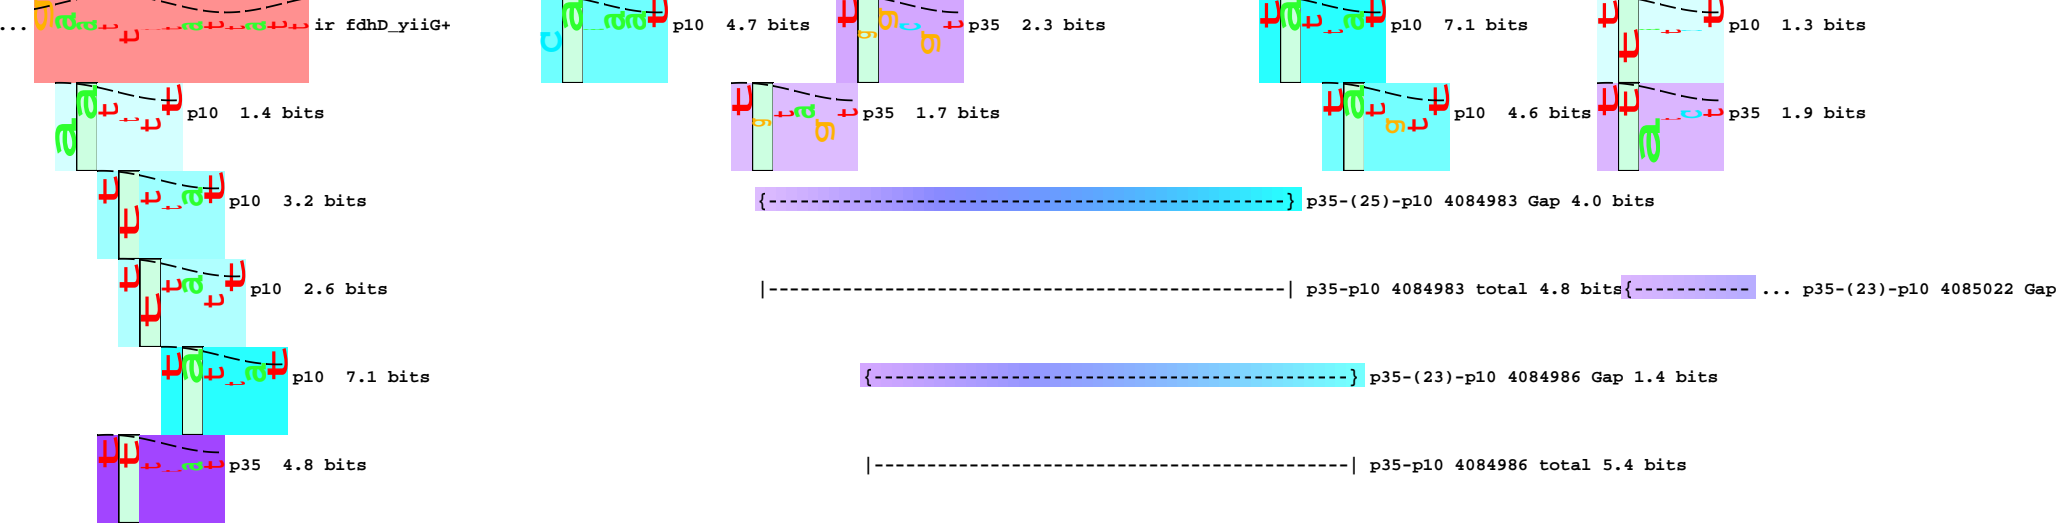 ... ir fdhD_yiiG+ p10 4.7 bits p35 2.3 bits p10 7.1 bits p10 1.3 bits
p10 1.4 bits p35 1.7 bits p10 4.6 bits p35 1.9 bits
p10 3.2 bits {-------------------------------------------------} p35-(25)-p10 4084983 Gap 4.0 bits
p10 2.6 bits |-------------------------------------------------| p35-p10 4084983 total 4.8 bits {----------- ... p35-(23)-p10 4085022 Gap
p10 7.1 bits {---------------------------------------------} p35-(23)-p10 4084986 Gap 1.4 bits
p35 4.8 bits |---------------------------------------------| p35-p10 4084986 total 5.4 bits